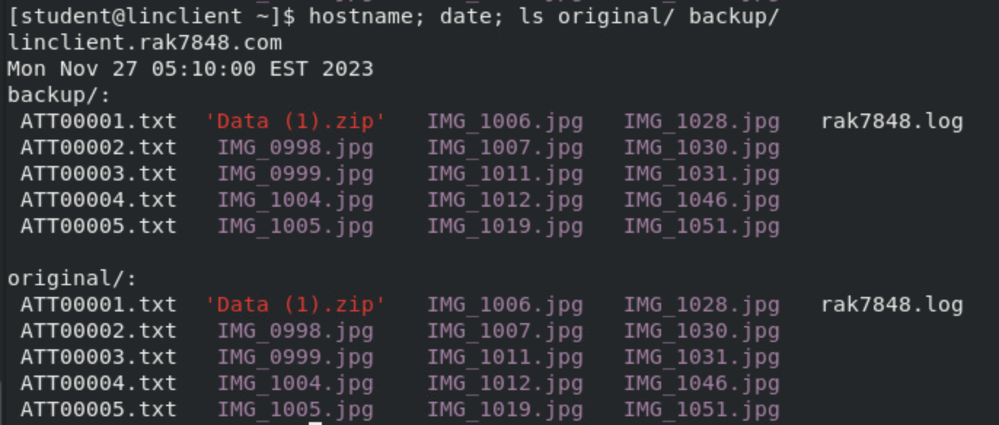 [student@linclient ~]$ hostname; date; ls original/ backup/
linclient.rak7848.com
Mon Nov 27 05:10:00 EST 2023
backup/:
 ATT00001.txt  'Data (1).zip'   IMG_1006.jpg   IMG_1028.jpg   rak7848.log
 ATT00002.txt   IMG_0998.jpg    IMG_1007.jpg   IMG_1030.jpg
 ATT00003.txt   IMG_0999.jpg    IMG_1011.jpg   IMG_1031.jpg
 ATT00004.txt   IMG_1004.jpg    IMG_1012.jpg   IMG_1046.jpg
 ATT00005.txt   IMG_1005.jpg    IMG_1019.jpg   IMG_1051.jpg

original/:
 ATT00001.txt  'Data (1).zip'   IMG_1006.jpg   IMG_1028.jpg   rak7848.log
 ATT00002.txt   IMG_0998.jpg    IMG_1007.jpg   IMG_1030.jpg
 ATT00003.txt   IMG_0999.jpg    IMG_1011.jpg   IMG_1031.jpg
 ATT00004.txt   IMG_1004.jpg    IMG_1012.jpg   IMG_1046.jpg
 ATT00005.txt   IMG_1005.jpg    IMG_1019.jpg   IMG_1051.jpg